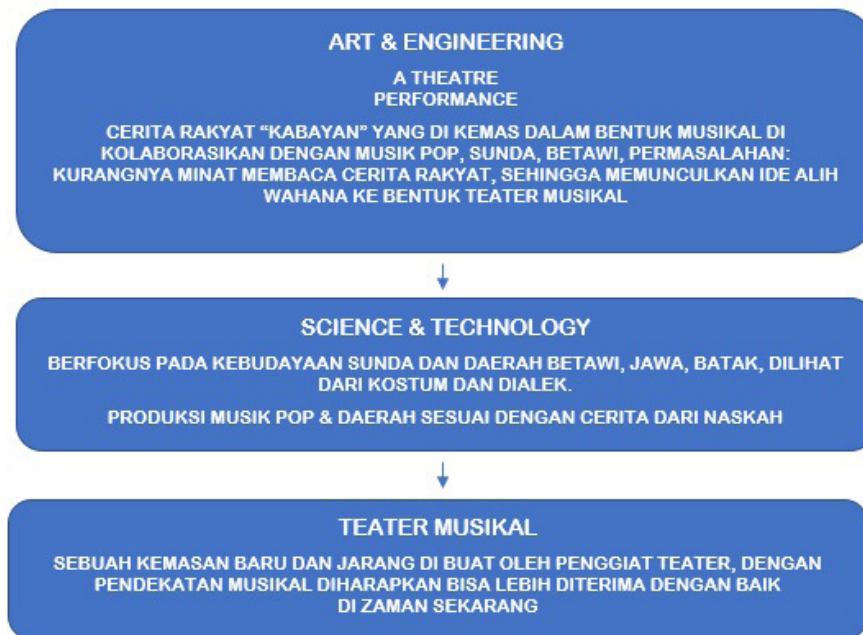 ART & ENGINEERING
A THEATRE
PERFORMANCE
CERITA RAKYAT “KABAYAN” YANG DI KEMAS DALAM BENTUK MUSIKAL DI
KOLABORASIKAN DENGAN MUSIK POP, SUNDA, BETAWI, PERMASALAHAN:
KURANGNYA MINAT MEMBACA CERITA RAKYAT, SEHINGGA MEMUNCULKAN IDE ALIH
WAHANA KE BENTUK TEATER MUSIKAL
SCIENCE & TECHNOLOGY
BERFOKUS PADA KEBUDAYAAN SUNDA DAN DAERAH BETAWI, JAWA, BATAK, DILIHAT
DARI KOSTUM DAN DIALEK.
PRODUKSI MUSIK POP & DAERAH SESUAI DENGAN CERITA DARI NASKAH
TEATER MUSIKAL
SEBUAH KEMASAN BARU DAN JARANG DI BUAT OLEH PENGGIAT TEATER, DENGAN
PENDEKATAN MUSIKAL DIHARAPKAN BISA LEBIH DITERIMA DENGAN BAIK
DI ZAMAN SEKARANG